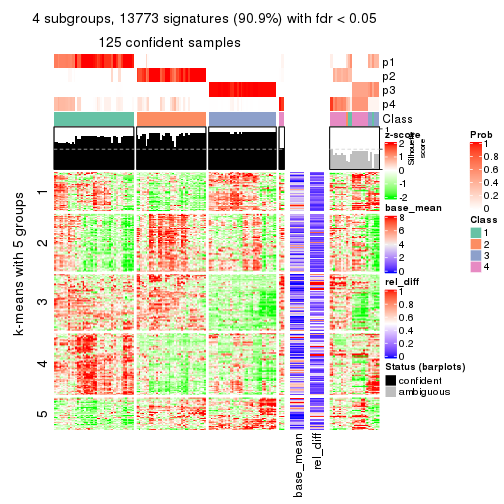 4 subgroups, 13773 signatures (90.9%) with fdr < 0.05
125 confident samples
p1
p2
p3
p4
Class
1
Silhouette
score
k-means with 5 groups
1
2
3
4
5
base_mean
rel_diff
z-score
2
1
0
-1
-2
base_mean
8
6
4
2
0
rel_diff
1
0.8
0.6
0.4
0.2
0
Status (barplots)
confident
ambiguous
Prob
1
0.8
0.6
0.4
0.2
0
Class
1
2
3
4